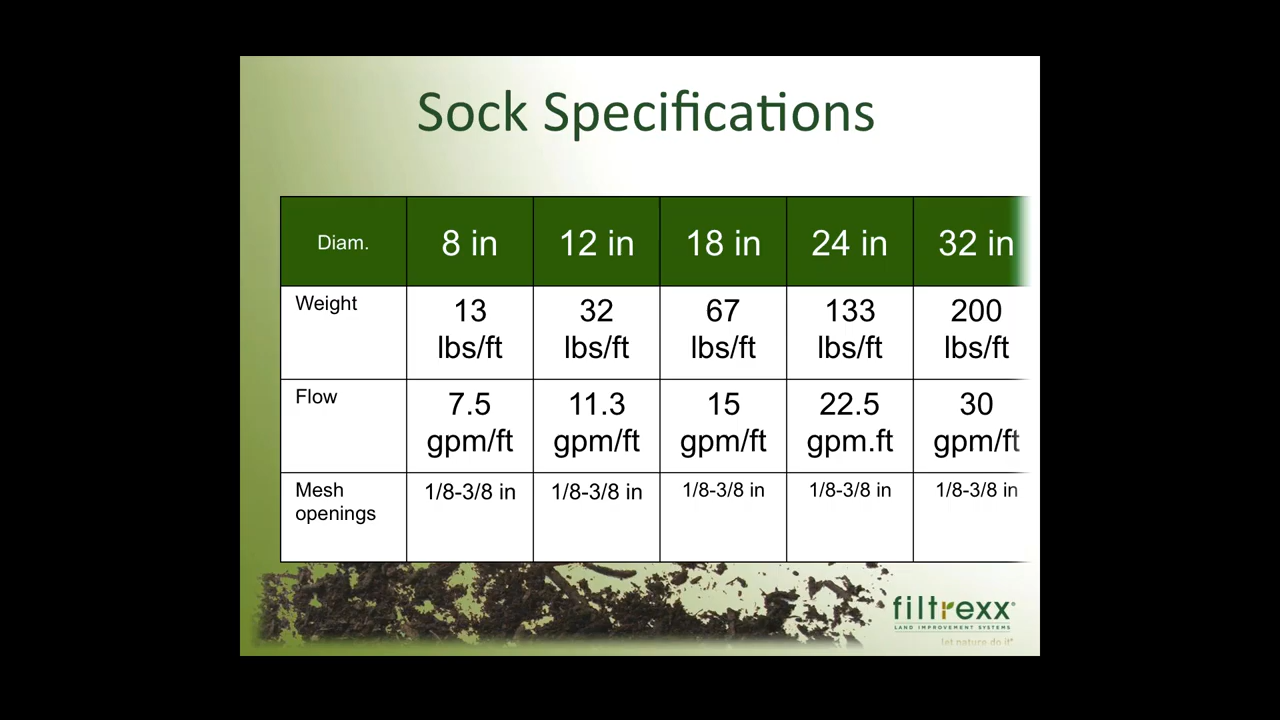 Sock Specifications
Diam. 8 in 12 in 18 in 24 in 32 in
Weight 13 lbs/ft 32 lbs/ft 67 lbs/ft 133 lbs/ft 200 lbs/ft
Flow 7.5 gpm/ft 11.3 gpm/ft 15 gpm/ft 22.5 gpm.ft 30 gpm/ft
Mesh openings 1/8-3/8 in 1/8-3/8 in 1/8-3/8 in 1/8-3/8 in 1/8-3/8 in
filtrexx®
LAND IMPROVEMENT SYSTEMS
let nature do it®